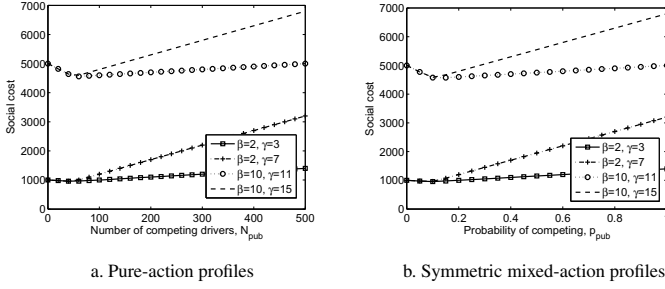 7000
6000
5000
4000
3000
2000
1000
0
Social cost
0 100 200 300 400 500
Number of competing drivers, N_pub
β=2, γ=3
β=2, γ=7
β=10, γ=11
β=10, γ=15
a. Pure-action profiles
7000
6000
5000
4000
3000
2000
1000
0
Social cost
0 0.2 0.4 0.6 0.8
Probability of competing, p_pub
β=2, γ=3
β=2, γ=7
β=10, γ=11
β=10, γ=15
b. Symmetric mixed-action profiles